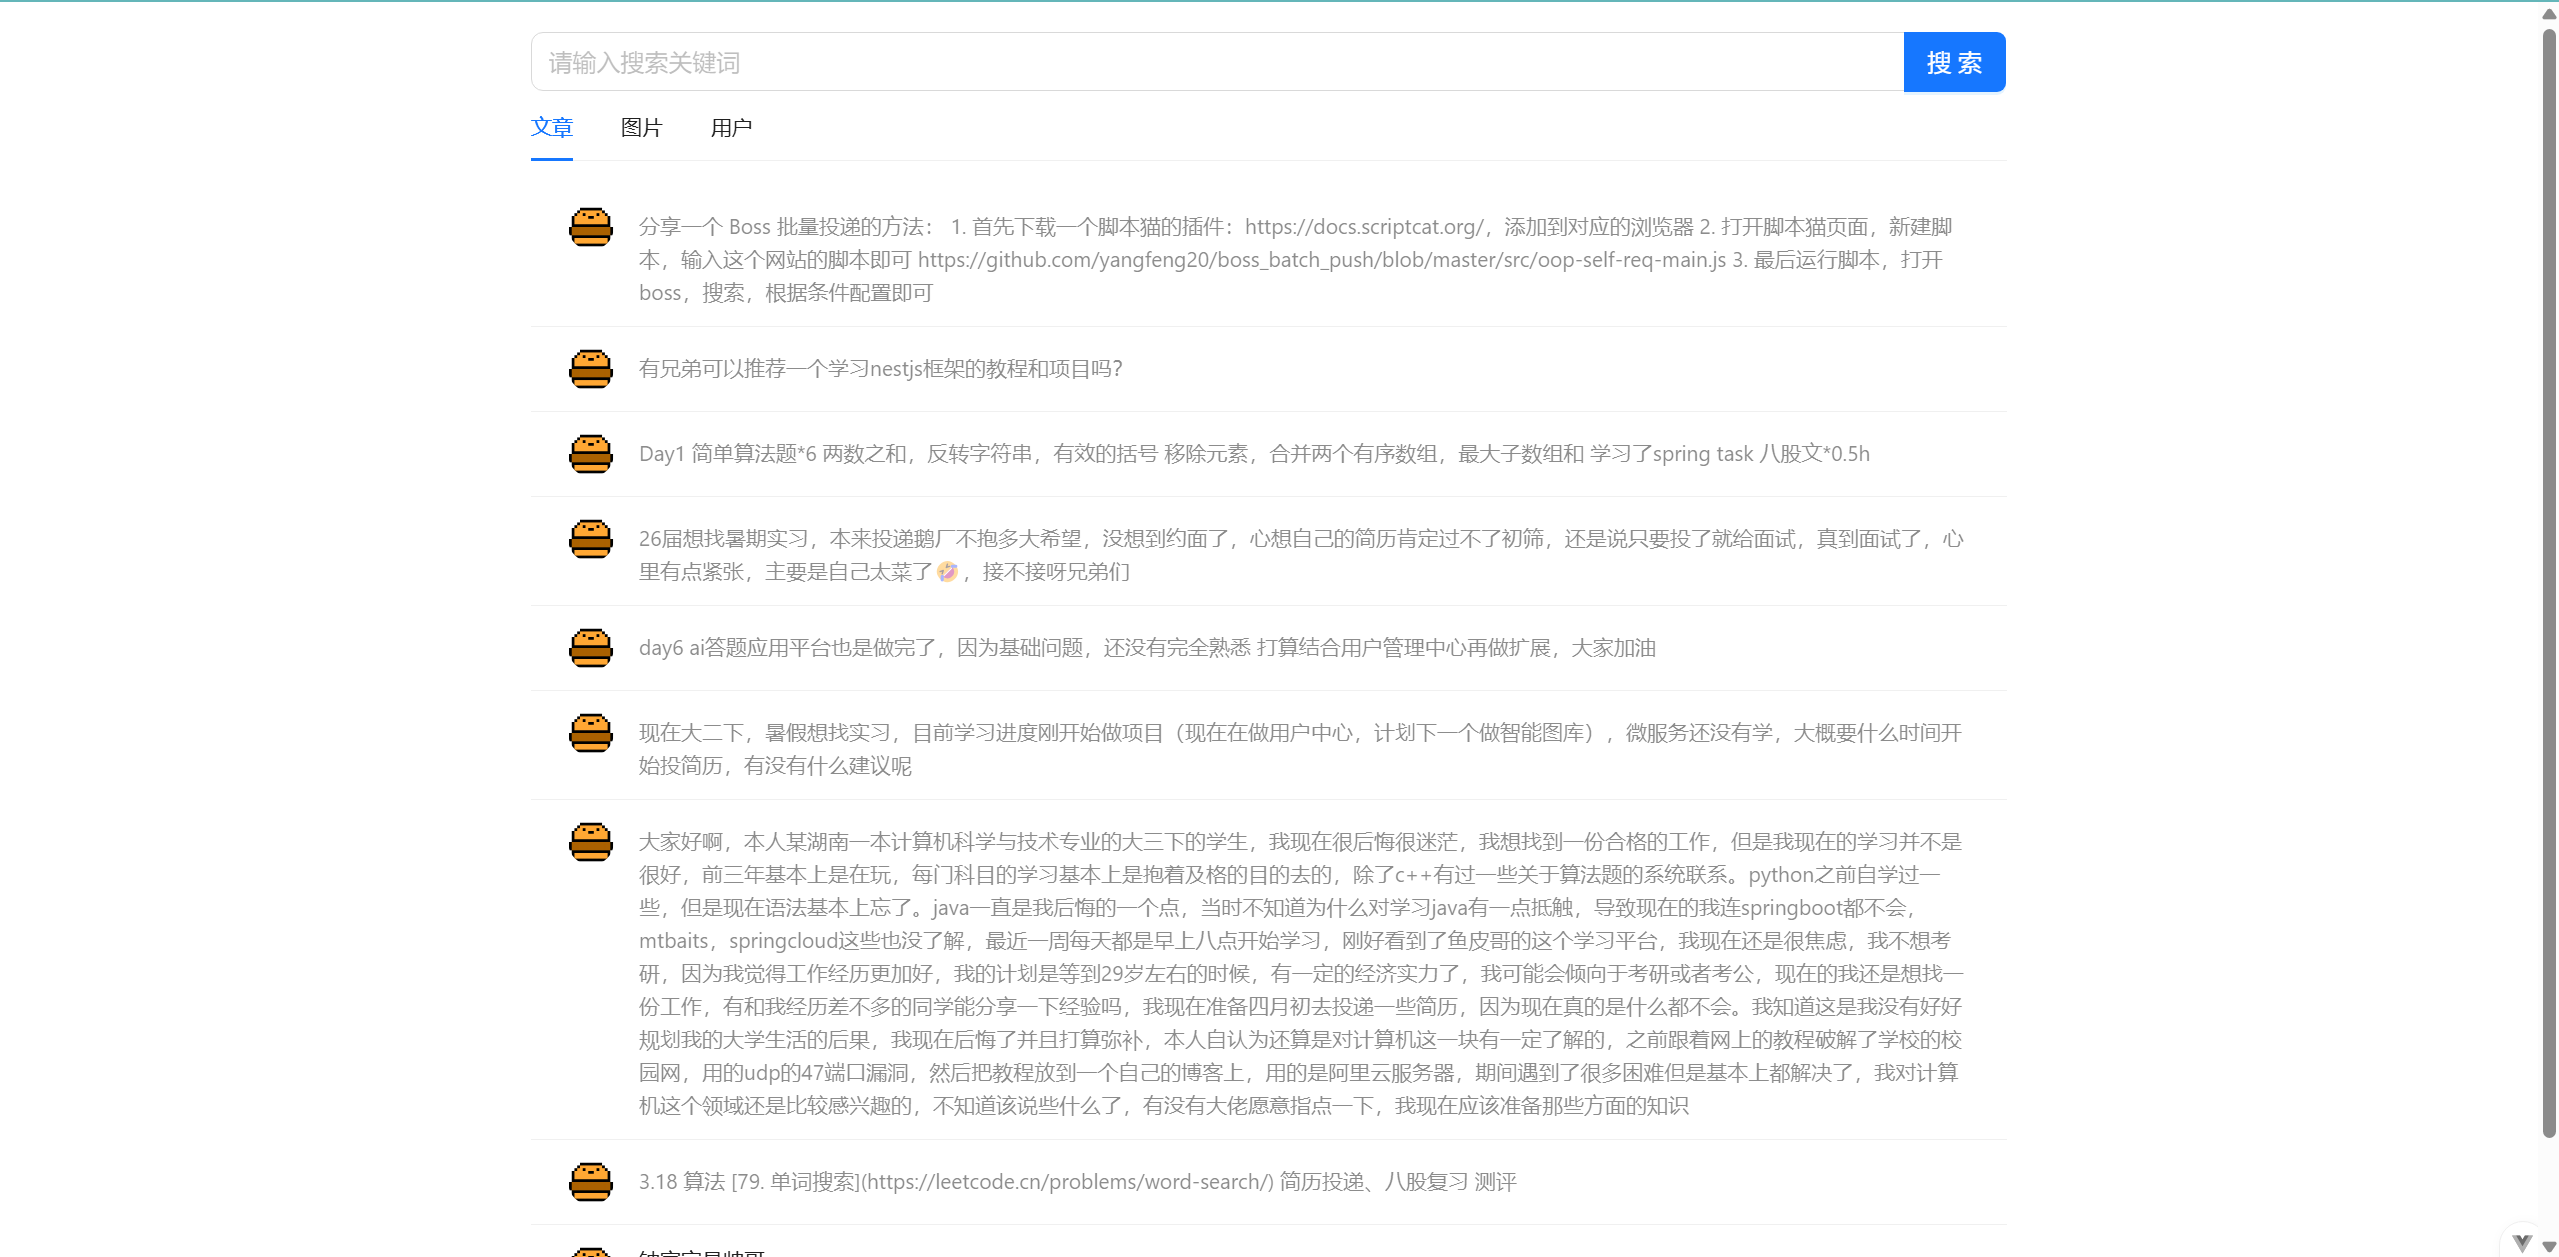 请输入搜索关键词
搜 索
文章 图片 用户
分享一个 Boss 批量投递的方法： 1. 首先下载一个脚本猫的插件：https://docs.scriptcat.org/，添加到对应的浏览器 2. 打开脚本猫页面，新建脚
本，输入这个网站的脚本即可 https://github.com/yangfeng20/boss_batch_push/blob/master/src/oop-self-req-main.js 3. 最后运行脚本，打开
boss，搜索，根据条件配置即可
有兄弟可以推荐一个学习nestjs框架的教程和项目吗？
Day1 简单算法题*6 两数之和，反转字符串，有效的括号 移除元素，合并两个有序数组，最大子数组和 学习了spring task 八股文*0.5h
26届想找暑期实习，本来投递鹅厂不抱多大希望，没想到约面了，心想自己的简历肯定过不了初筛，还是说只要投了就给面试，真到面试了，心
里有点紧张，主要是自己太菜了🤣，接不接呀兄弟们
day6 ai答题应用平台也是做完了，因为基础问题，还没有完全熟悉 打算结合用户管理中心再做扩展，大家加油
现在大二下，暑假想找实习，目前学习进度刚开始做项目（现在在做用户中心，计划下一个做智能图库），微服务还没有学，大概要什么时间开
始投简历，有没有什么建议呢
大家好啊，本人某湖南一本计算机科学与技术专业的大三下的学生，我现在很后悔很迷茫，我想找到一份合格的工作，但是我现在的学习并不是
很好，前三年基本上是在玩，每门科目的学习基本上是抱着及格的目的去的，除了c++有过一些关于算法题的系统联系。python之前自学过一
些，但是现在语法基本上忘了。java一直是我后悔的一个点，当时不知道为什么对学习java有一点抵触，导致现在的我连springboot都不会，
mtbaits，springcloud这些也没了解，最近一周每天都是早上八点开始学习，刚好看到了鱼皮哥的这个学习平台，我现在还是很焦虑，我不想考
研，因为我觉得工作经历更加好，我的计划是等到29岁左右的时候，有一定的经济实力了，我可能会倾向于考研或者考公，现在的我还是想找一
份工作，有和我经历差不多的同学能分享一下经验吗，我现在准备四月初去投递一些简历，因为现在真的是什么都不会。我知道这是我没有好好
规划我的大学生活的后果，我现在后悔了并且打算弥补，本人自认为还算是对计算机这一块有一定了解的，之前跟着网上的教程破解了学校的校
园网，用的udp的47端口漏洞，然后把教程放到一个自己的博客上，用的是阿里云服务器，期间遇到了很多困难但是基本上都解决了，我对计算
机这个领域还是比较感兴趣的，不知道该说些什么了，有没有大佬愿意指点一下，我现在应该准备那些方面的知识
3.18 算法 [79. 单词搜索](https://leetcode.cn/problems/word-search/) 简历投递、八股复习 测评